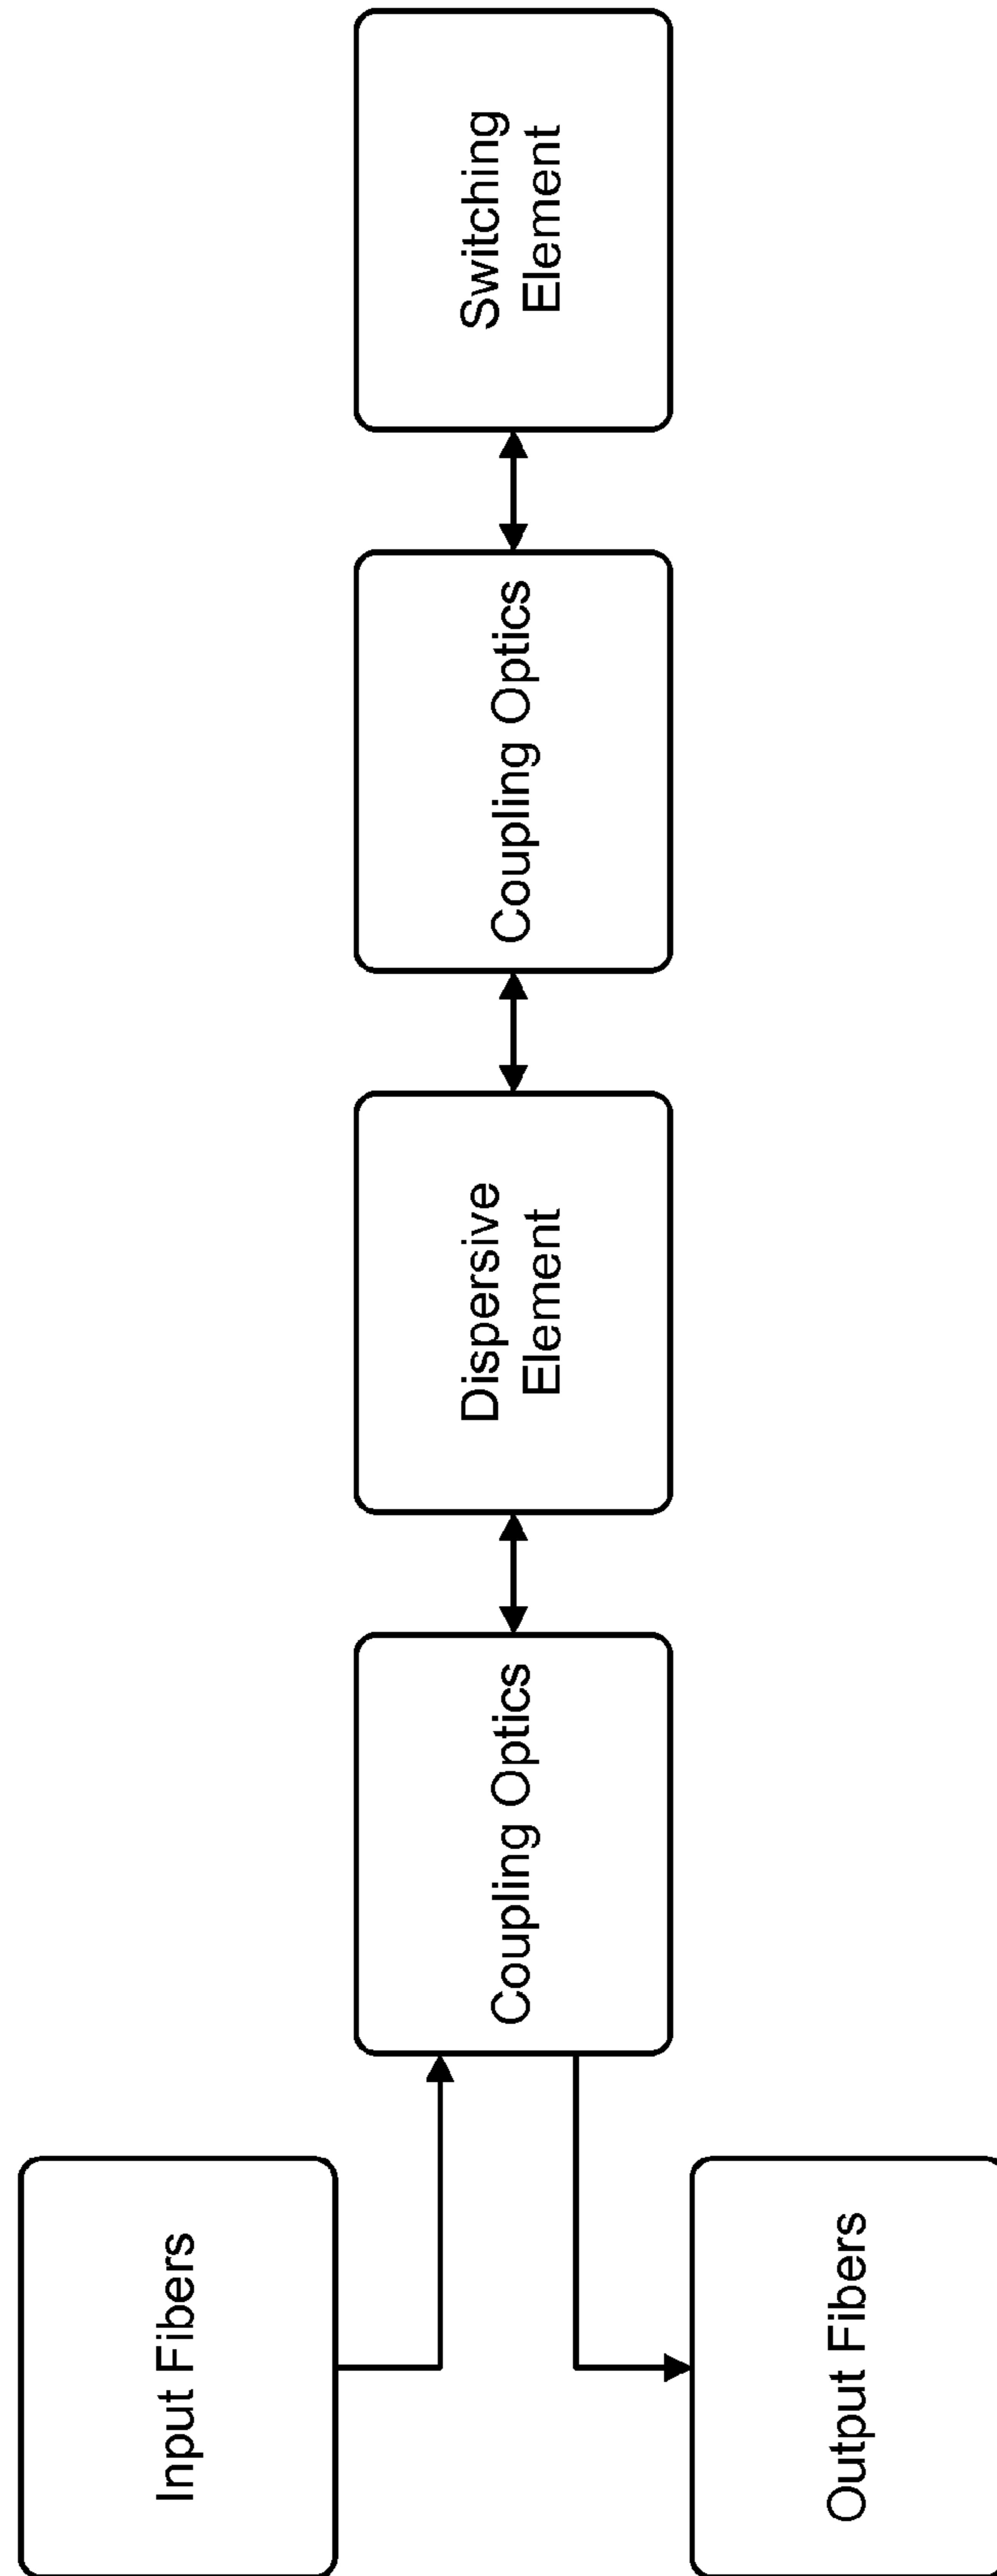 Input Fibers
Coupling Optics
Dispersive
Element
Coupling Optics
Switching
Element
Output Fibers